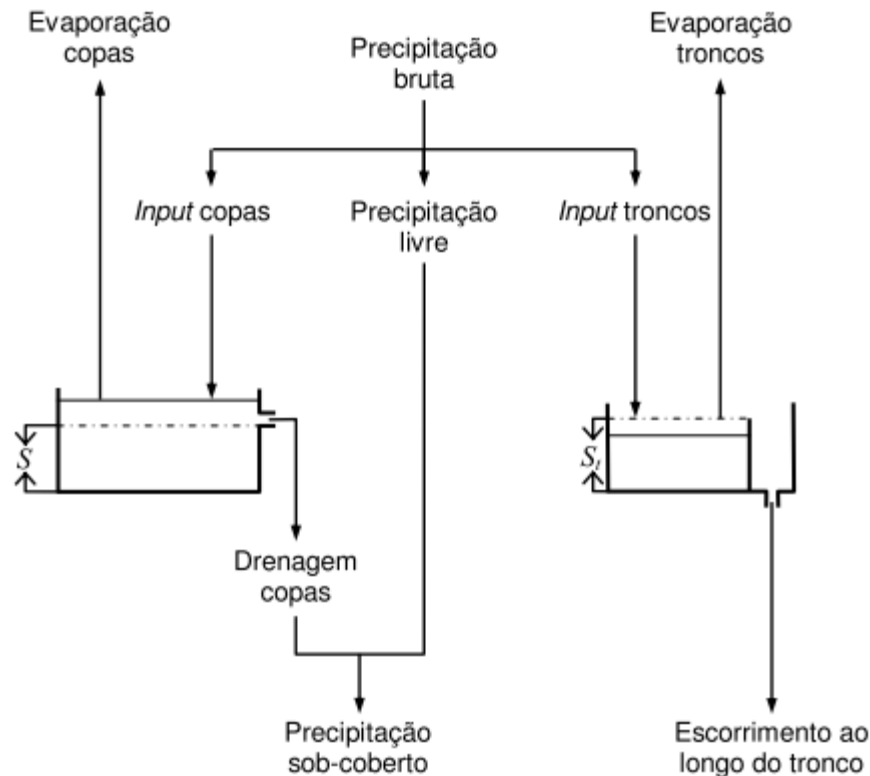 Evaporação
copas
Precipitação
bruta
Evaporação
troncos
Input copas
Precipitação
livre
Input troncos
S
St
Drenagem
copas
Precipitação
sob-coberto
Escorrimento ao
longo do tronco